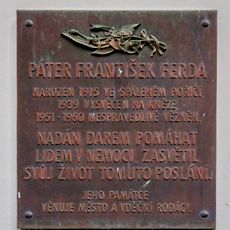 PÁTER FRANTIŠEK FERDA
NAROZEN 1915 VE SPÁLENÉM POŘÍČÍ
1939 VYSVĚCEN NA KNĚZE
1951-1960 NESPRAVEDLIVĚ VĚZNĚN.
NADÁN DAREM POMÁHAT
LIDEM V NEMOCI, ZASVĚTIL
SVŮJ ŽIVOT TOMUTO POSLÁNÍ.
JEHO PAMÁTCE
VĚNUJE MĚSTO A VDĚČNÍ RODÁCI.